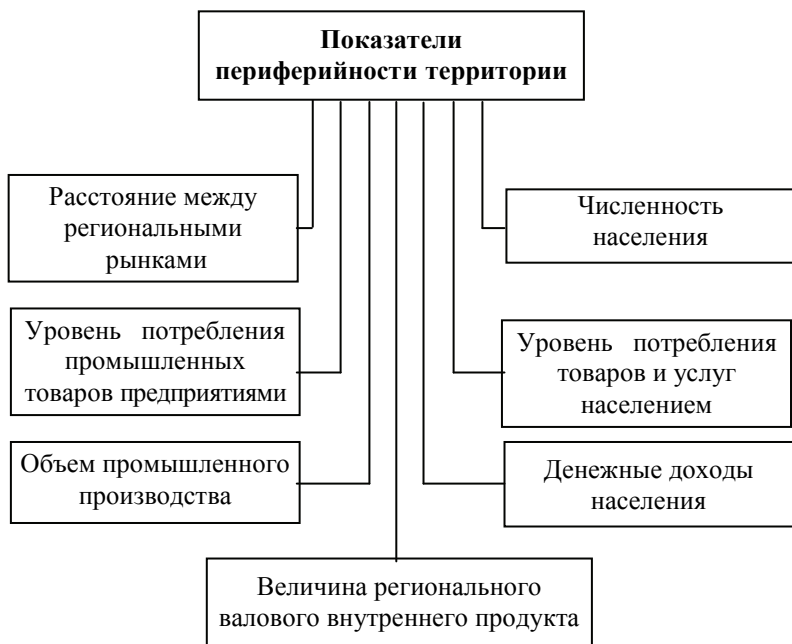 Показатели
периферийности территории
Расстояние между
региональными
рынками
Численность
населения
Уровень потребления
промышленных
товаров предприятиями
Уровень потребления
товаров и услуг
населением
Объем промышленного
производства
Денежные доходы
населения
Величина регионального
валового внутреннего продукта